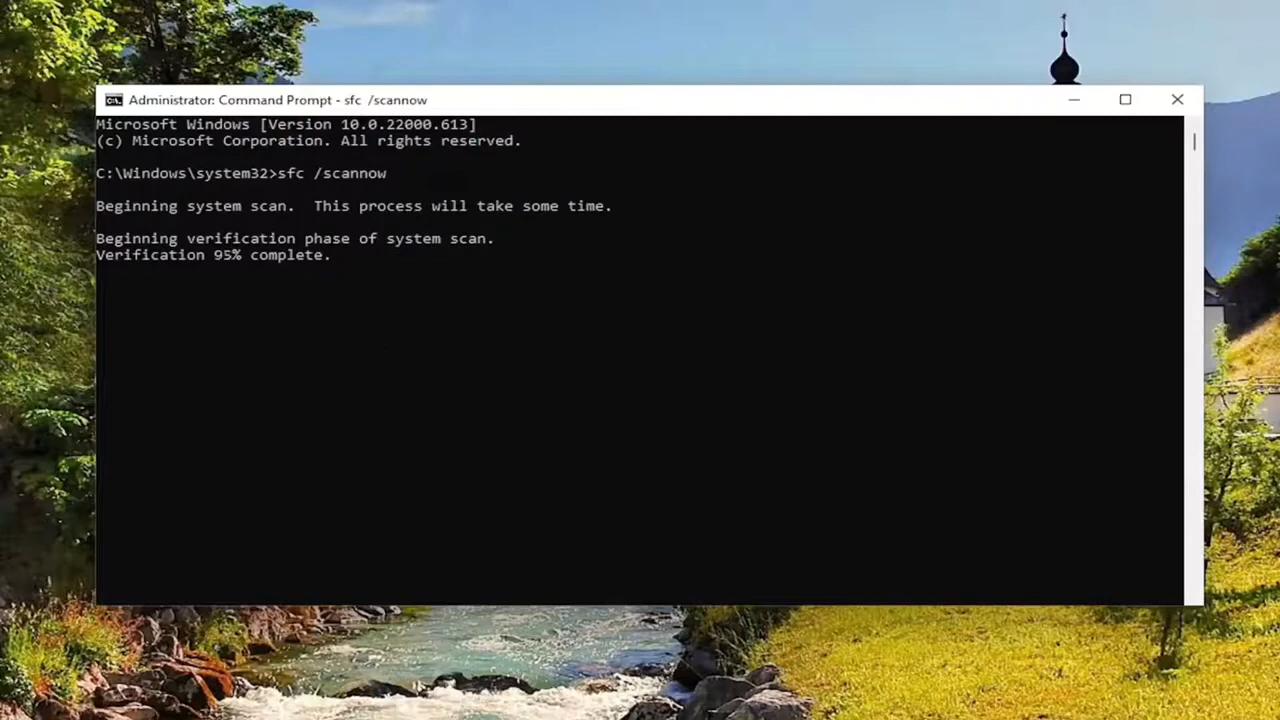 Administrator: Command Prompt - sfc  /scannow
Microsoft Windows [Version 10.0.22000.613]
(c) Microsoft Corporation. All rights reserved.
C:\Windows\system32>sfc /scannow
Beginning system scan.  This process will take some time.
Beginning verification phase of system scan.
Verification 95% complete.